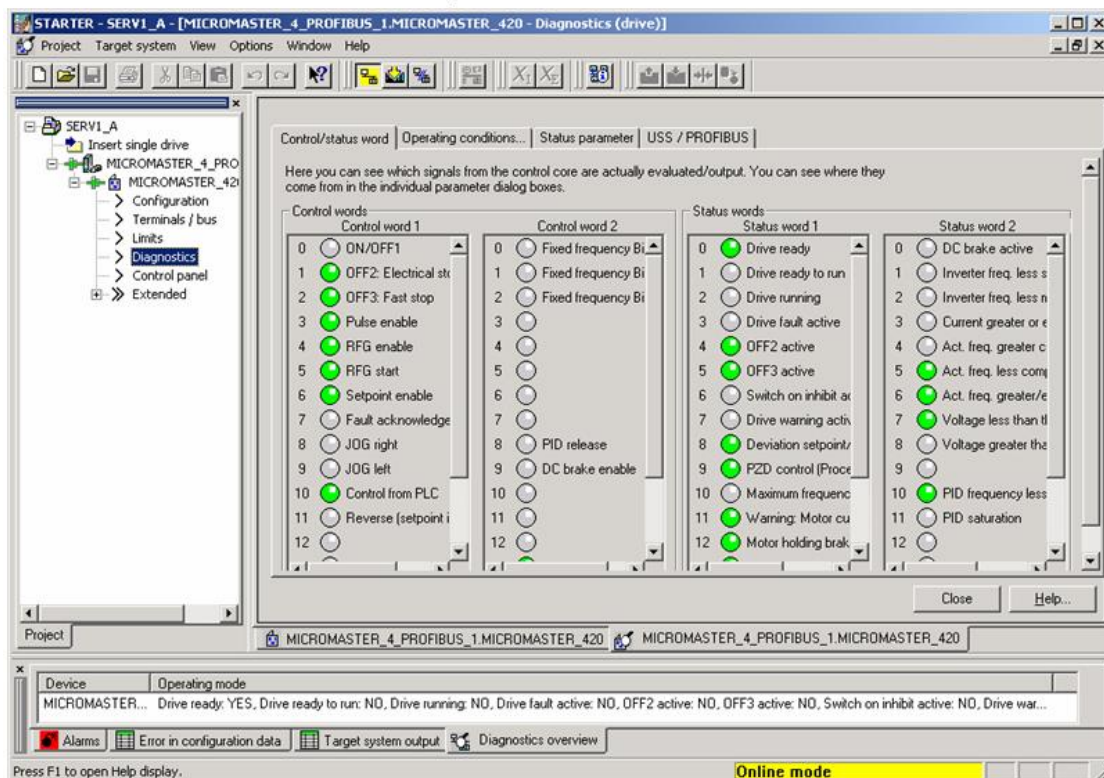 STARTER - SERV1_A - [MICROMASTER_4_PROFIBUS_1.MICROMASTER_420 - Diagnostics (drive)]
Project Target system View Options Window Help
SERV1_A
Insert single drive
MICROMASTER_4_PRO
MICROMASTER_42
Configuration
Terminals / bus
Limits
Diagnostics
Control panel
Extended
Project
Control/status word Operating conditions... Status parameter USS / PROFIBUS
Here you can see which signals from the control core are actually evaluated/output. You can see where they
come from in the individual parameter dialog boxes.
Control words
Control word 1
0 ON/OFF1
1 OFF2: Electrical sto
2 OFF3: Fast stop
3 Pulse enable
4 RFG enable
5 RFG start
6 Setpoint enable
7 Fault acknowledge
8 JOG right
9 JOG left
10 Control from PLC
11 Reverse (setpoint i
12
Control word 2
0 Fixed frequency Bi
1 Fixed frequency Bi
2 Fixed frequency Bi
3
4
5
6
7
8 PID release
9 DC brake enable
10
11
12
Status words
Status word 1
0 Drive ready
1 Drive ready to run
2 Drive running
3 Drive fault active
4 OFF2 active
5 OFF3 active
6 Switch on inhibit ac
7 Drive warning activ
8 Deviation setpoint/
9 PZD control (Proce
10 Maximum frequenc
11 Warning: Motor cu
12 Motor holding brak
Status word 2
0 DC brake active
1 Inverter freq. less s
2 Inverter freq. less n
3 Current greater or e
4 Act. freq. greater c
5 Act. freq. less com
6 Act. freq. greater/e
7 Voltage less than tl
8 Voltage greater tha
9
10 PID frequency less
11 PID saturation
12
Close Help...
MICROMASTER_4_PROFIBUS_1.MICROMASTER_420 MICROMASTER_4_PROFIBUS_1.MICROMASTER_420
Device Operating mode
MICROMASTER... Drive ready: YES, Drive ready to run: NO, Drive running: NO, Drive fault active: NO, OFF2 active: NO, OFF3 active: NO, Switch on inhibit active: NO, Drive war...
Alarms Error in configuration data Target system output Diagnostics overview
Press F1 to open Help display. Online mode